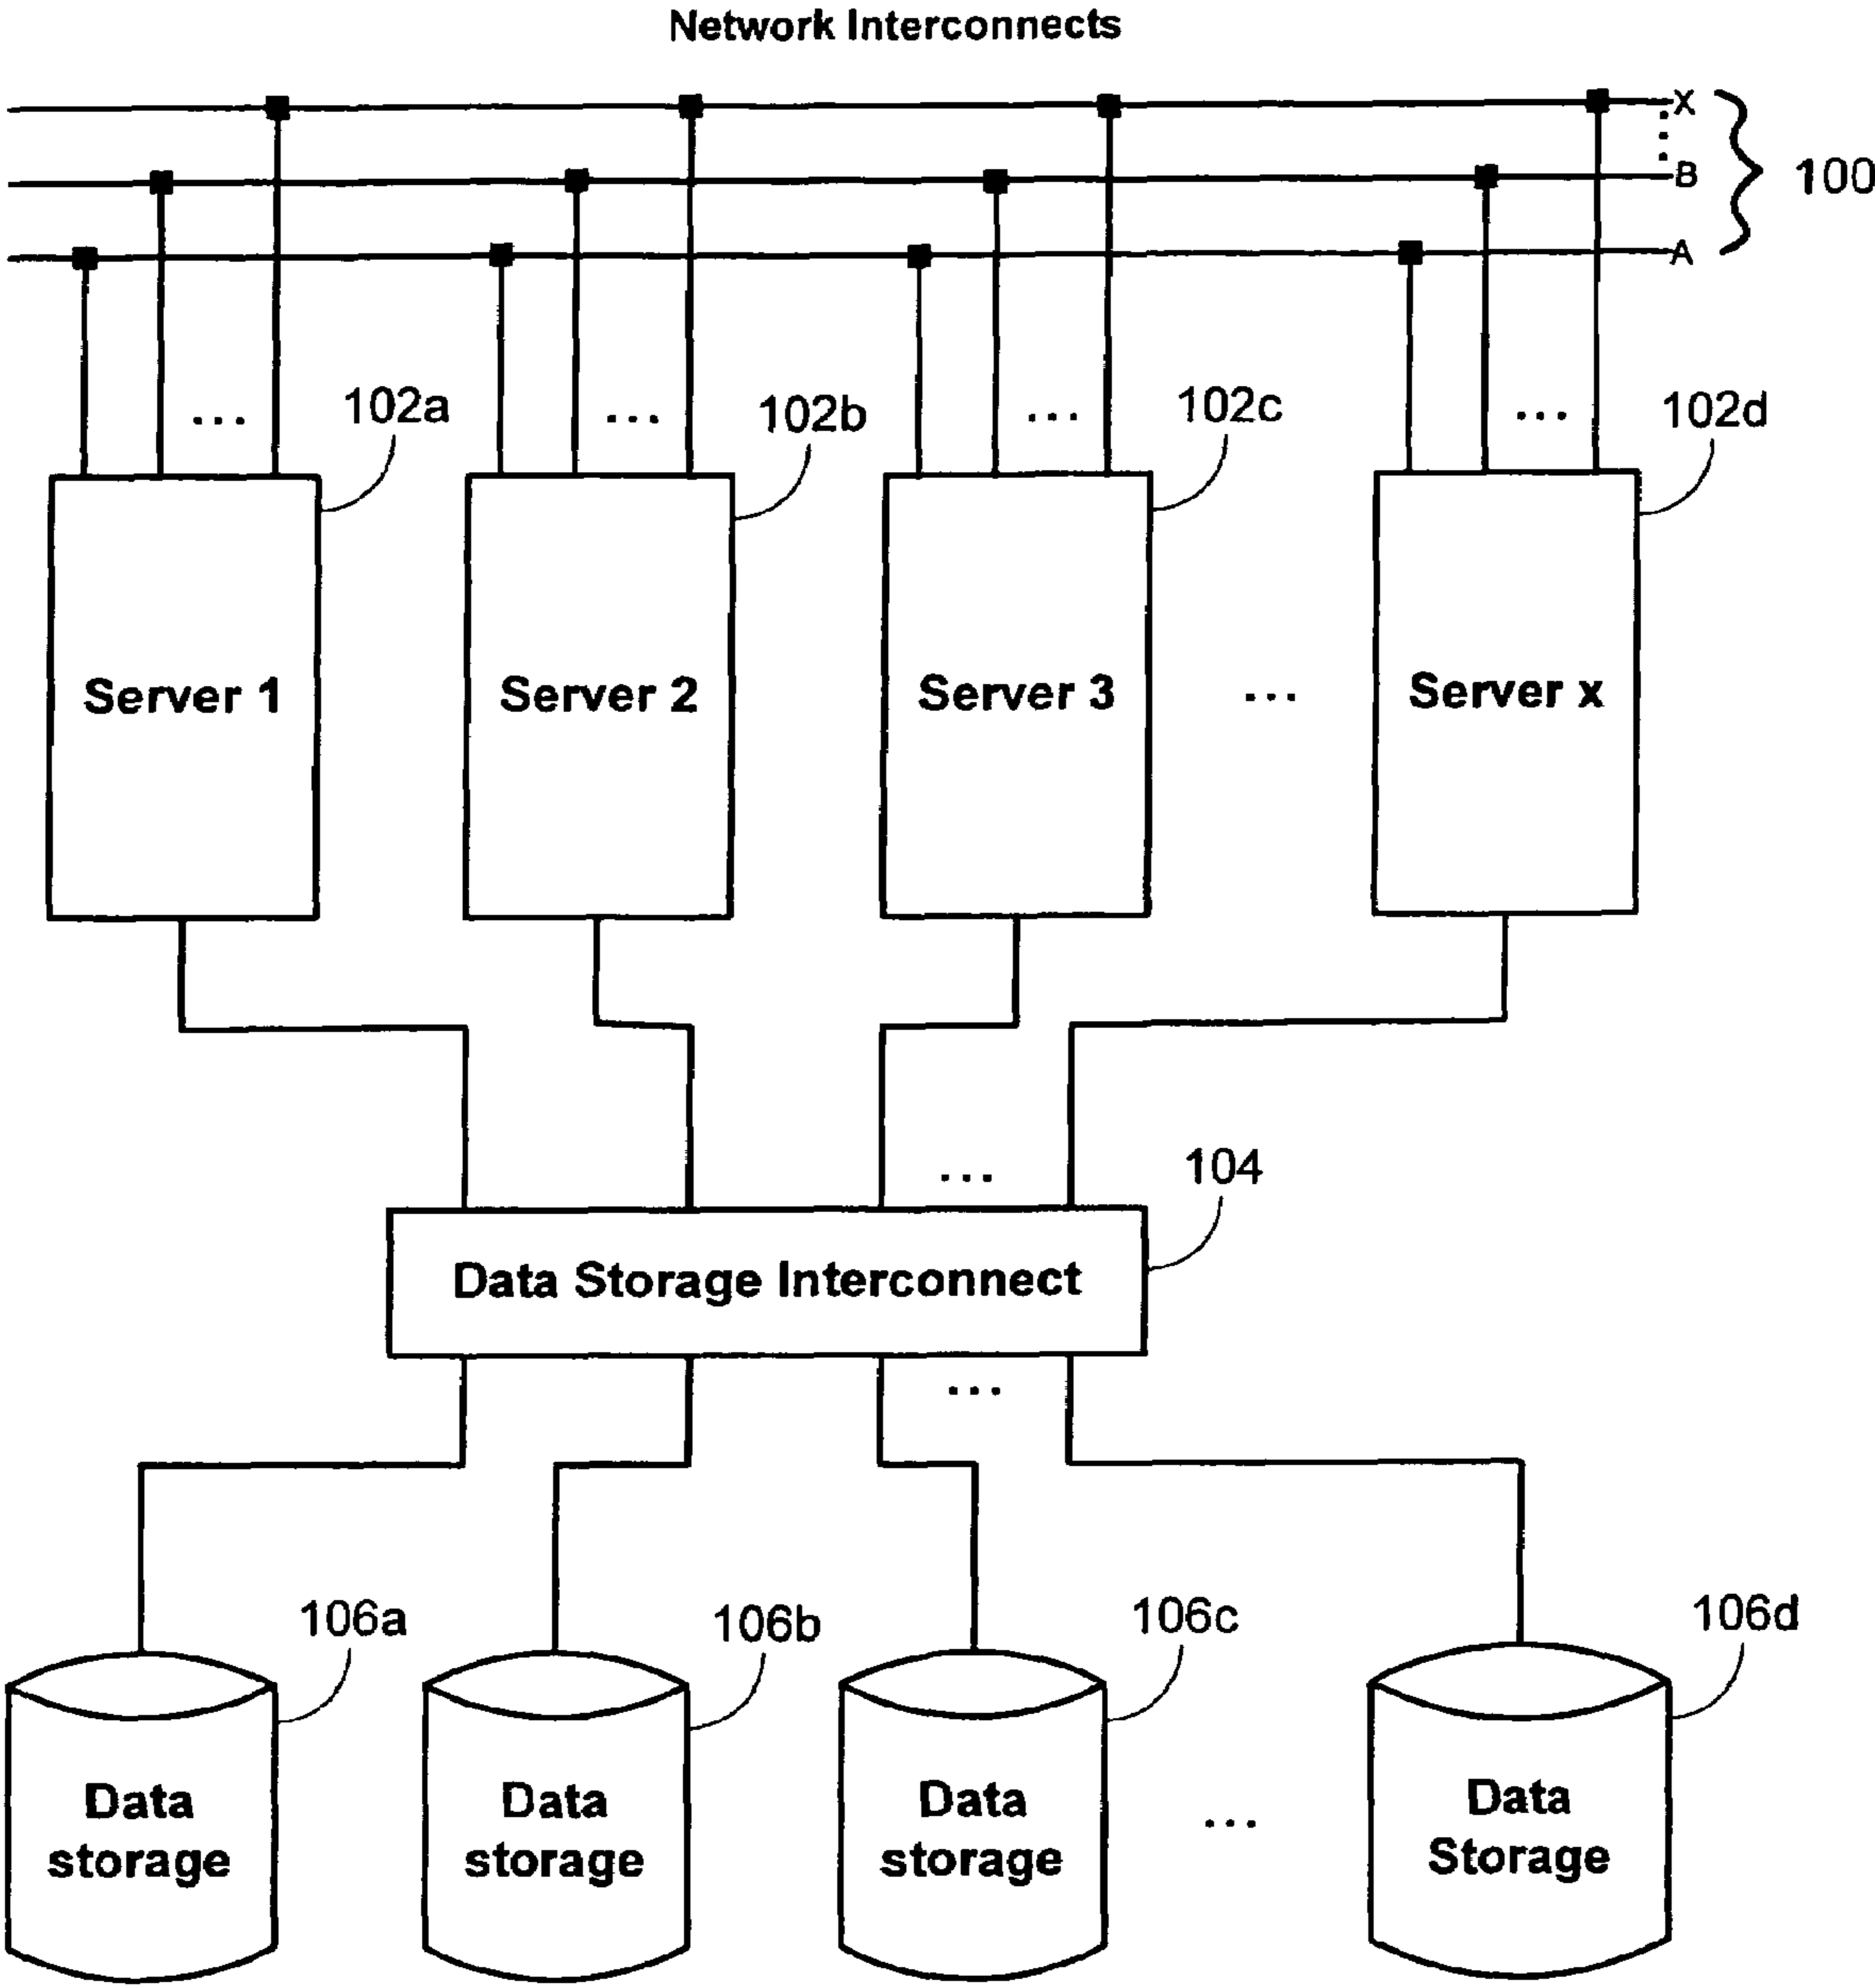 Network Interconnects
X
B
100
A
... ... ... ...
102a 102b 102c 102d
Server 1 Server 2 Server 3 ... Server x
...
104
Data Storage Interconnect
...
106a 106b 106c 106d
Data Data Data Data
storage storage storage ... Storage